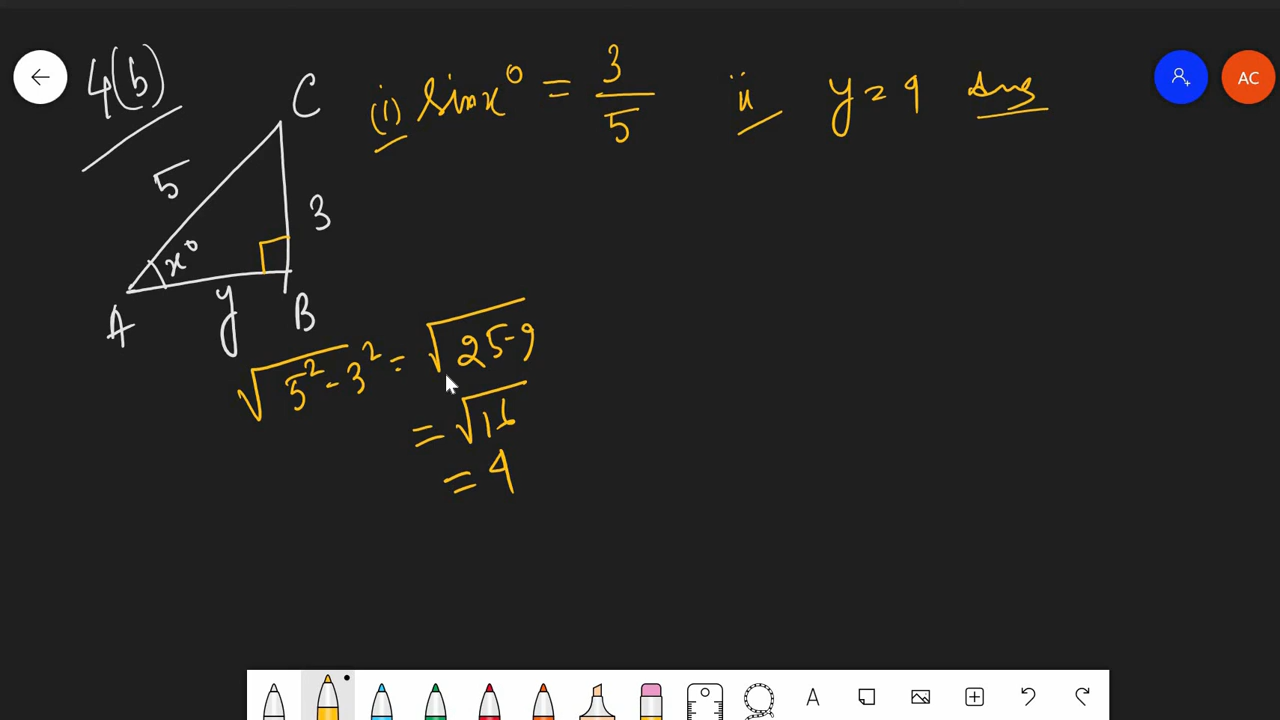 4(b)
(i) sin x° = 3/5
ii y = 4 Ans
C
5
3
x°
A
y
B
√5² - 3² = √25-9
= √16
= 4
AC
A